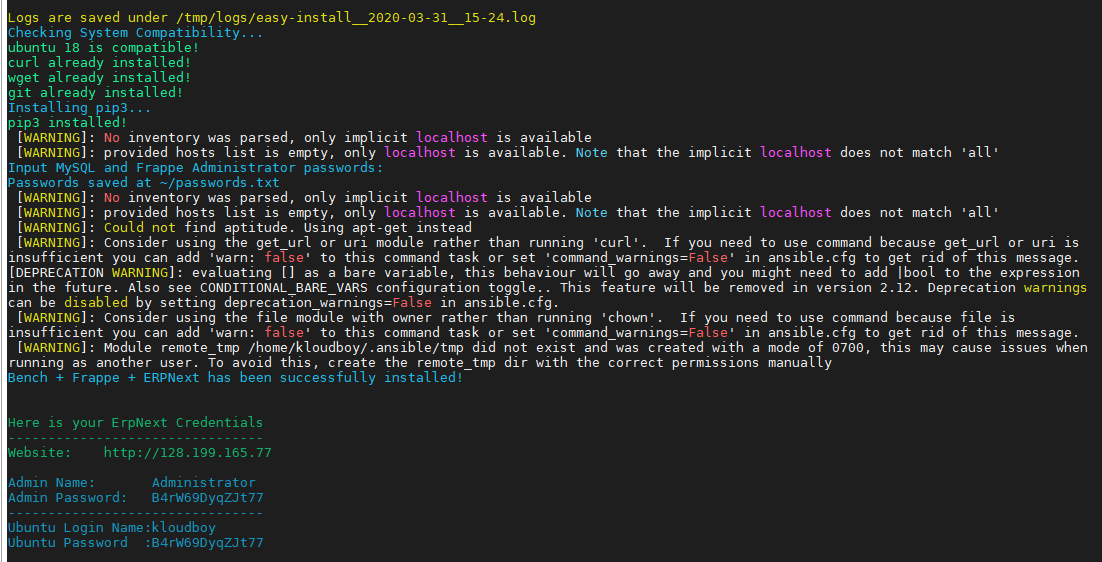 Logs are saved under /tmp/logs/easy-install__2020-03-31__15-24.log
Checking System Compatibility...
ubuntu 18 is compatible!
curl already installed!
wget already installed!
git already installed!
Installing pip3...
pip3 installed!
[WARNING]: No inventory was parsed, only implicit localhost is available
[WARNING]: provided hosts list is empty, only localhost is available. Note that the implicit localhost does not match 'all'
Input MySQL and Frappe Administrator passwords:
Passwords saved at ~/passwords.txt
[WARNING]: No inventory was parsed, only implicit localhost is available
[WARNING]: provided hosts list is empty, only localhost is available. Note that the implicit localhost does not match 'all'
[WARNING]: Could not find aptitude. Using apt-get instead
[WARNING]: Consider using the get_url or uri module rather than running 'curl'.  If you need to use command because get_url or uri is
insufficient you can add 'warn: false' to this command task or set 'command_warnings=False' in ansible.cfg to get rid of this message.
[DEPRECATION WARNING]: evaluating [] as a bare variable, this behaviour will go away and you might need to add |bool to the expression
in the future. Also see CONDITIONAL_BARE_VARS configuration toggle.. This feature will be removed in version 2.12. Deprecation warnings
can be disabled by setting deprecation_warnings=False in ansible.cfg.
[WARNING]: Consider using the file module with owner rather than running 'chown'.  If you need to use command because file is
insufficient you can add 'warn: false' to this command task or set 'command_warnings=False' in ansible.cfg to get rid of this message.
[WARNING]: Module remote_tmp /home/kloudboy/.ansible/tmp did not exist and was created with a mode of 0700, this may cause issues when
running as another user. To avoid this, create the remote_tmp dir with the correct permissions manually
Bench + Frappe + ERPNext has been successfully installed!
Here is your ErpNext Credentials
--------------------------------
Website:    http://128.199.165.77
Admin Name:       Administrator
Admin Password:   B4rW69DyqZJt77
--------------------------------
Ubuntu Login Name:kloudboy
Ubuntu Password  :B4rW69DyqZJt77